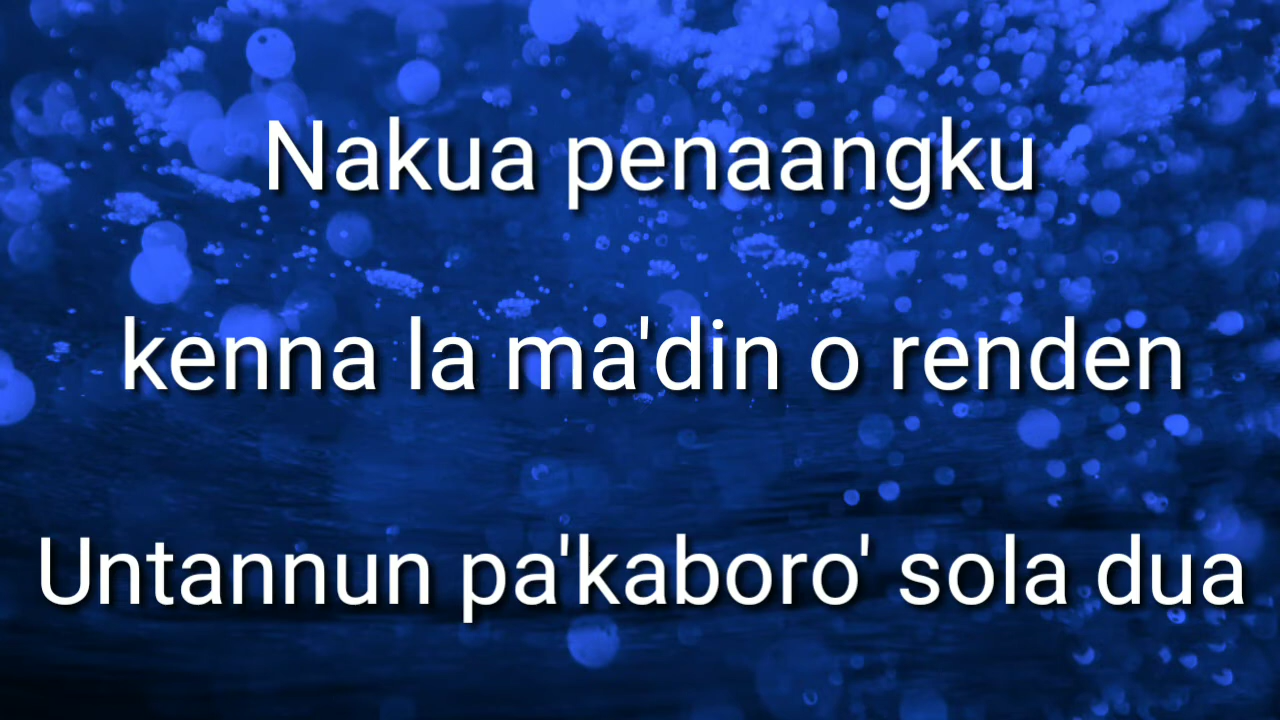 Nakua penaangku
kenna la ma'din o renden
Untannun pa'kaboro' sola dua